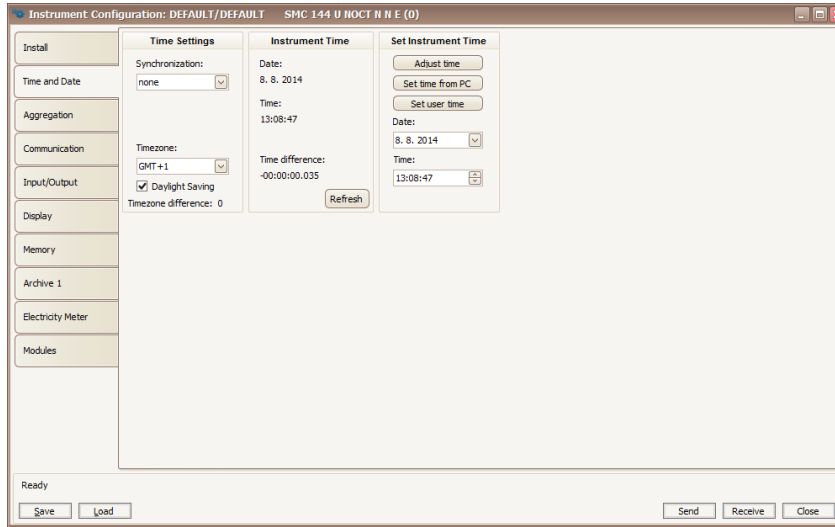 Instrument Configuration: DEFAULT/DEFAULT SMC 144 U NOCT N N E (0)
Install
Time and Date
Aggregation
Communication
Input/Output
Display
Memory
Archive 1
Electricity Meter
Modules
Time Settings
Synchronization:
none
Timezone:
GMT+1
Daylight Saving
Timezone difference: 0
Instrument Time
Date:
8. 8. 2014
Time:
13:08:47
Time difference:
-00:00:00.035
Refresh
Set Instrument Time
Adjust time
Set time from PC
Set user time
Date:
8. 8. 2014
Time:
13:08:47
Ready
Save Load Send Receive Close